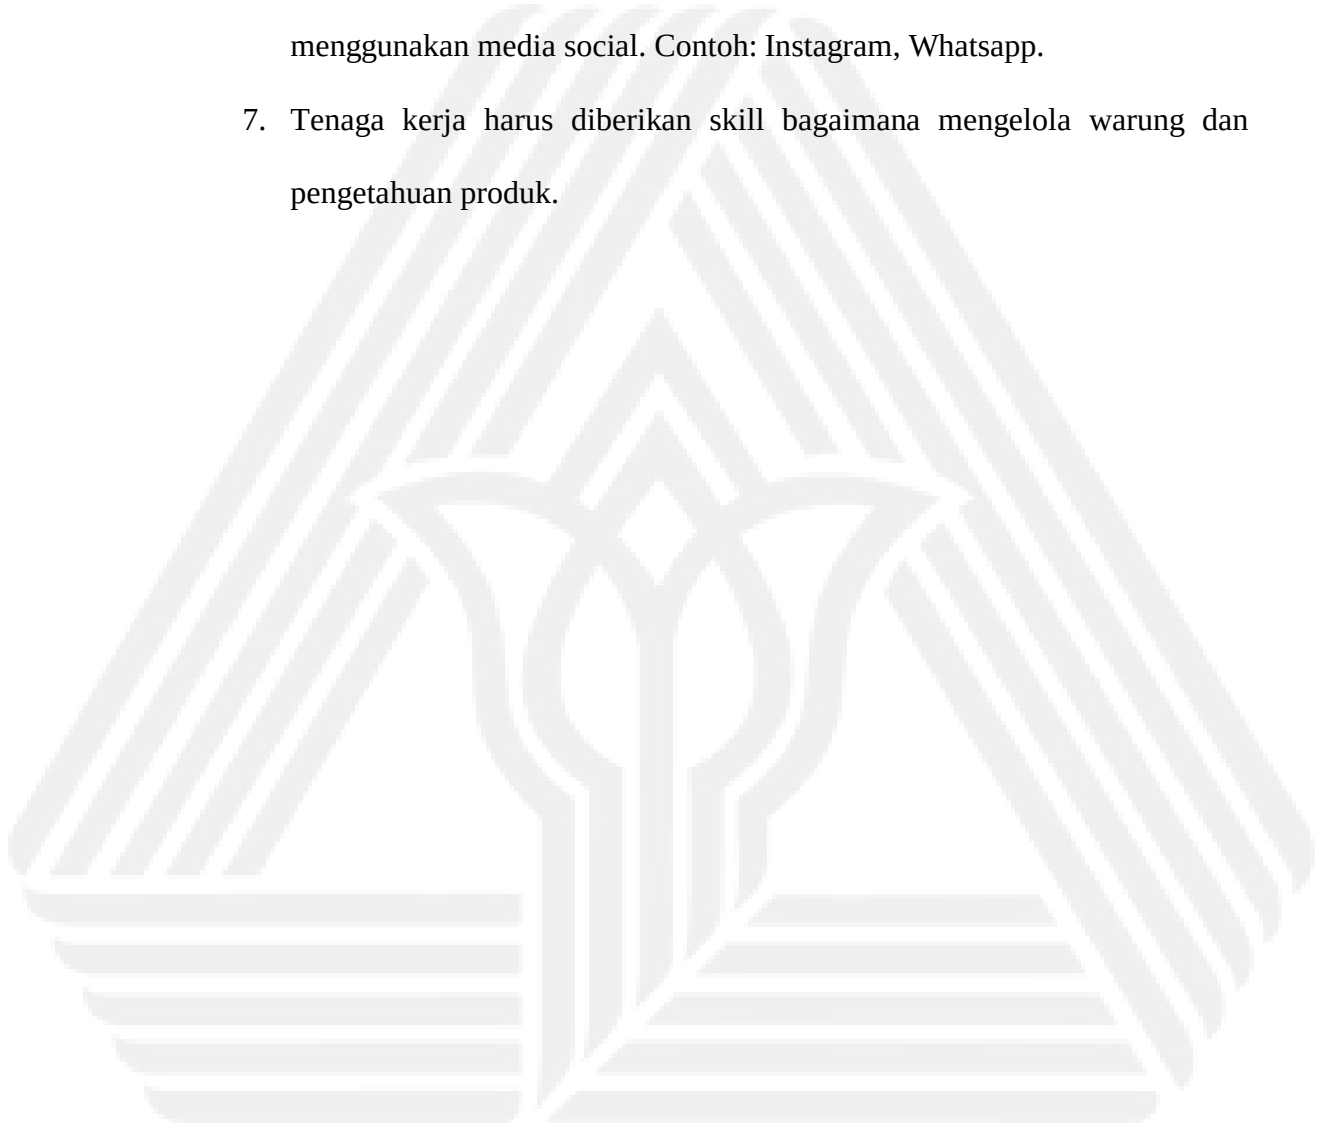 menggunakan media social. Contoh: Instagram, Whatsapp.
7. Tenaga kerja harus diberikan skill bagaimana mengelola warung dan
pengetahuan produk.